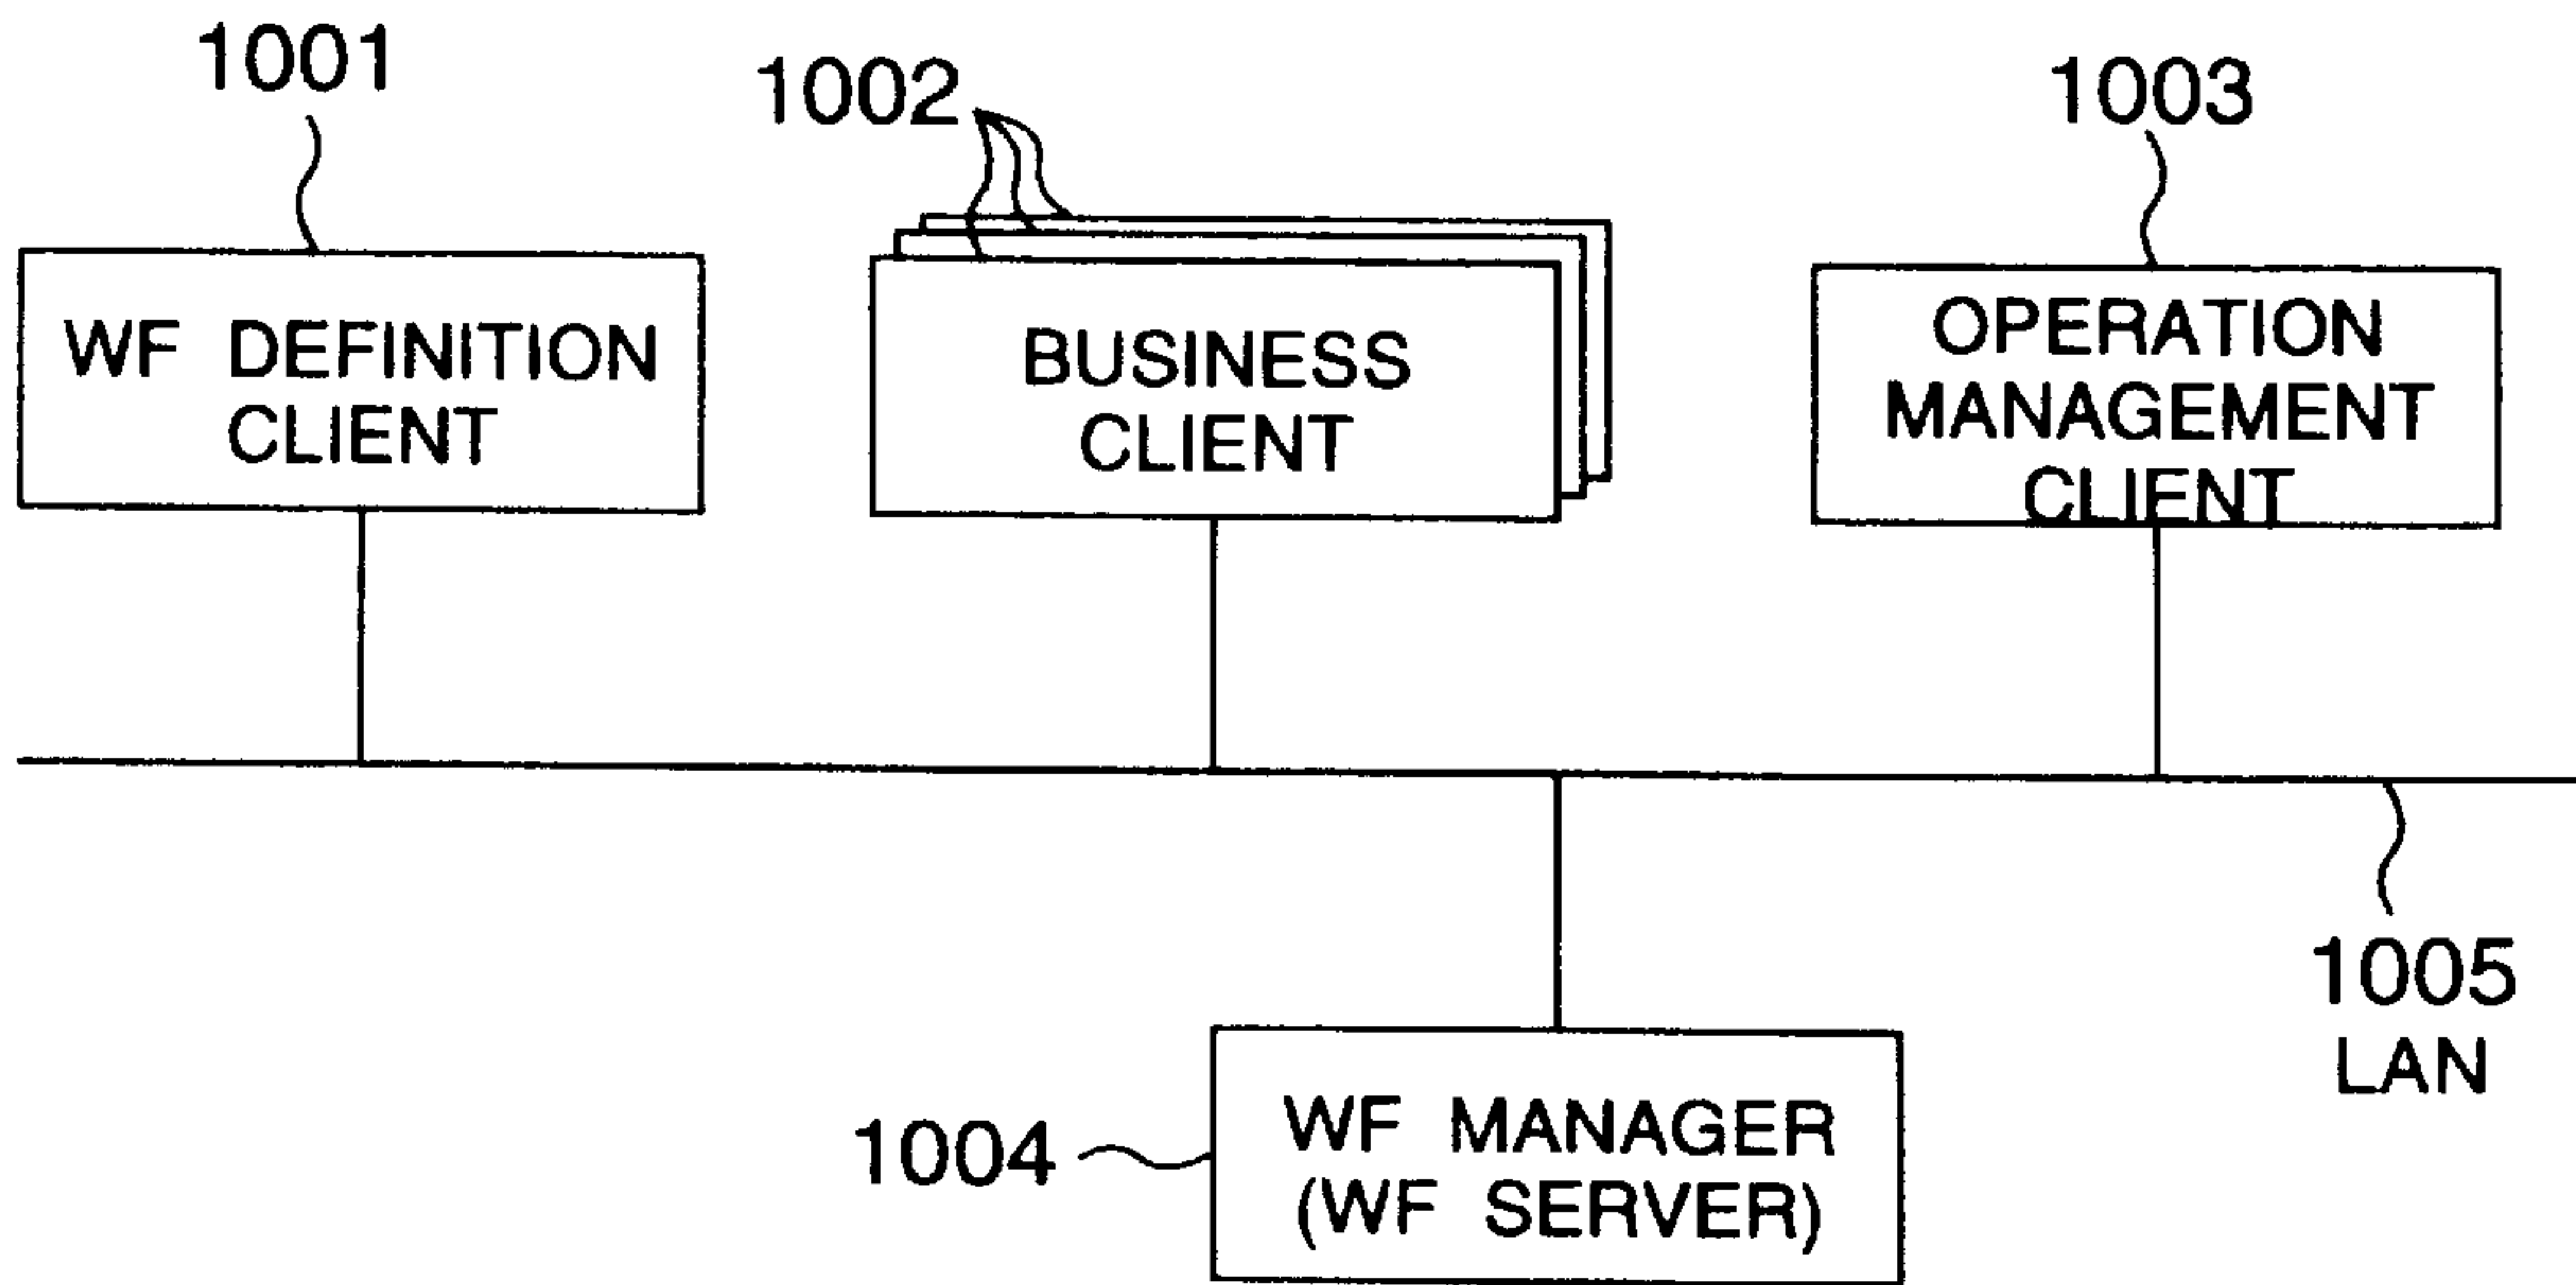 1001
1002
1003
WF DEFINITION
CLIENT
BUSINESS
CLIENT
OPERATION
MANAGEMENT
CLIENT
1005
LAN
1004
WF MANAGER
(WF SERVER)